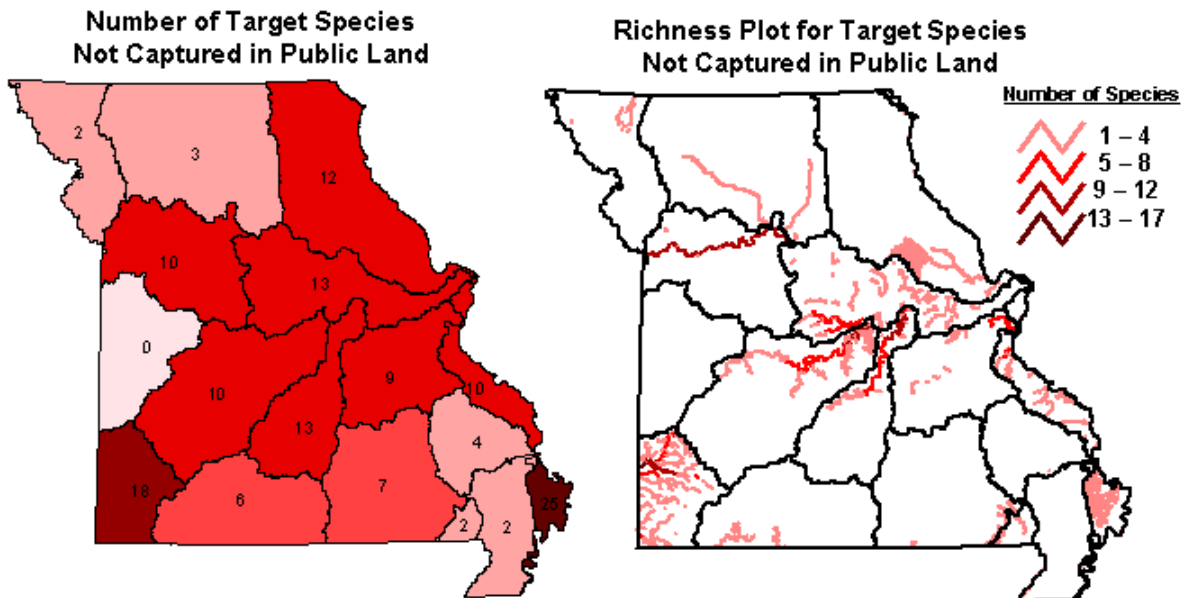 Number of Target Species
Not Captured in Public Land
2
3
12
10
13
0
10
9
10
13
4
18
6
7
25
2
2
Richness Plot for Target Species
Not Captured in Public Land
Number of Species
1 – 4
5 – 8
9 – 12
13 – 17